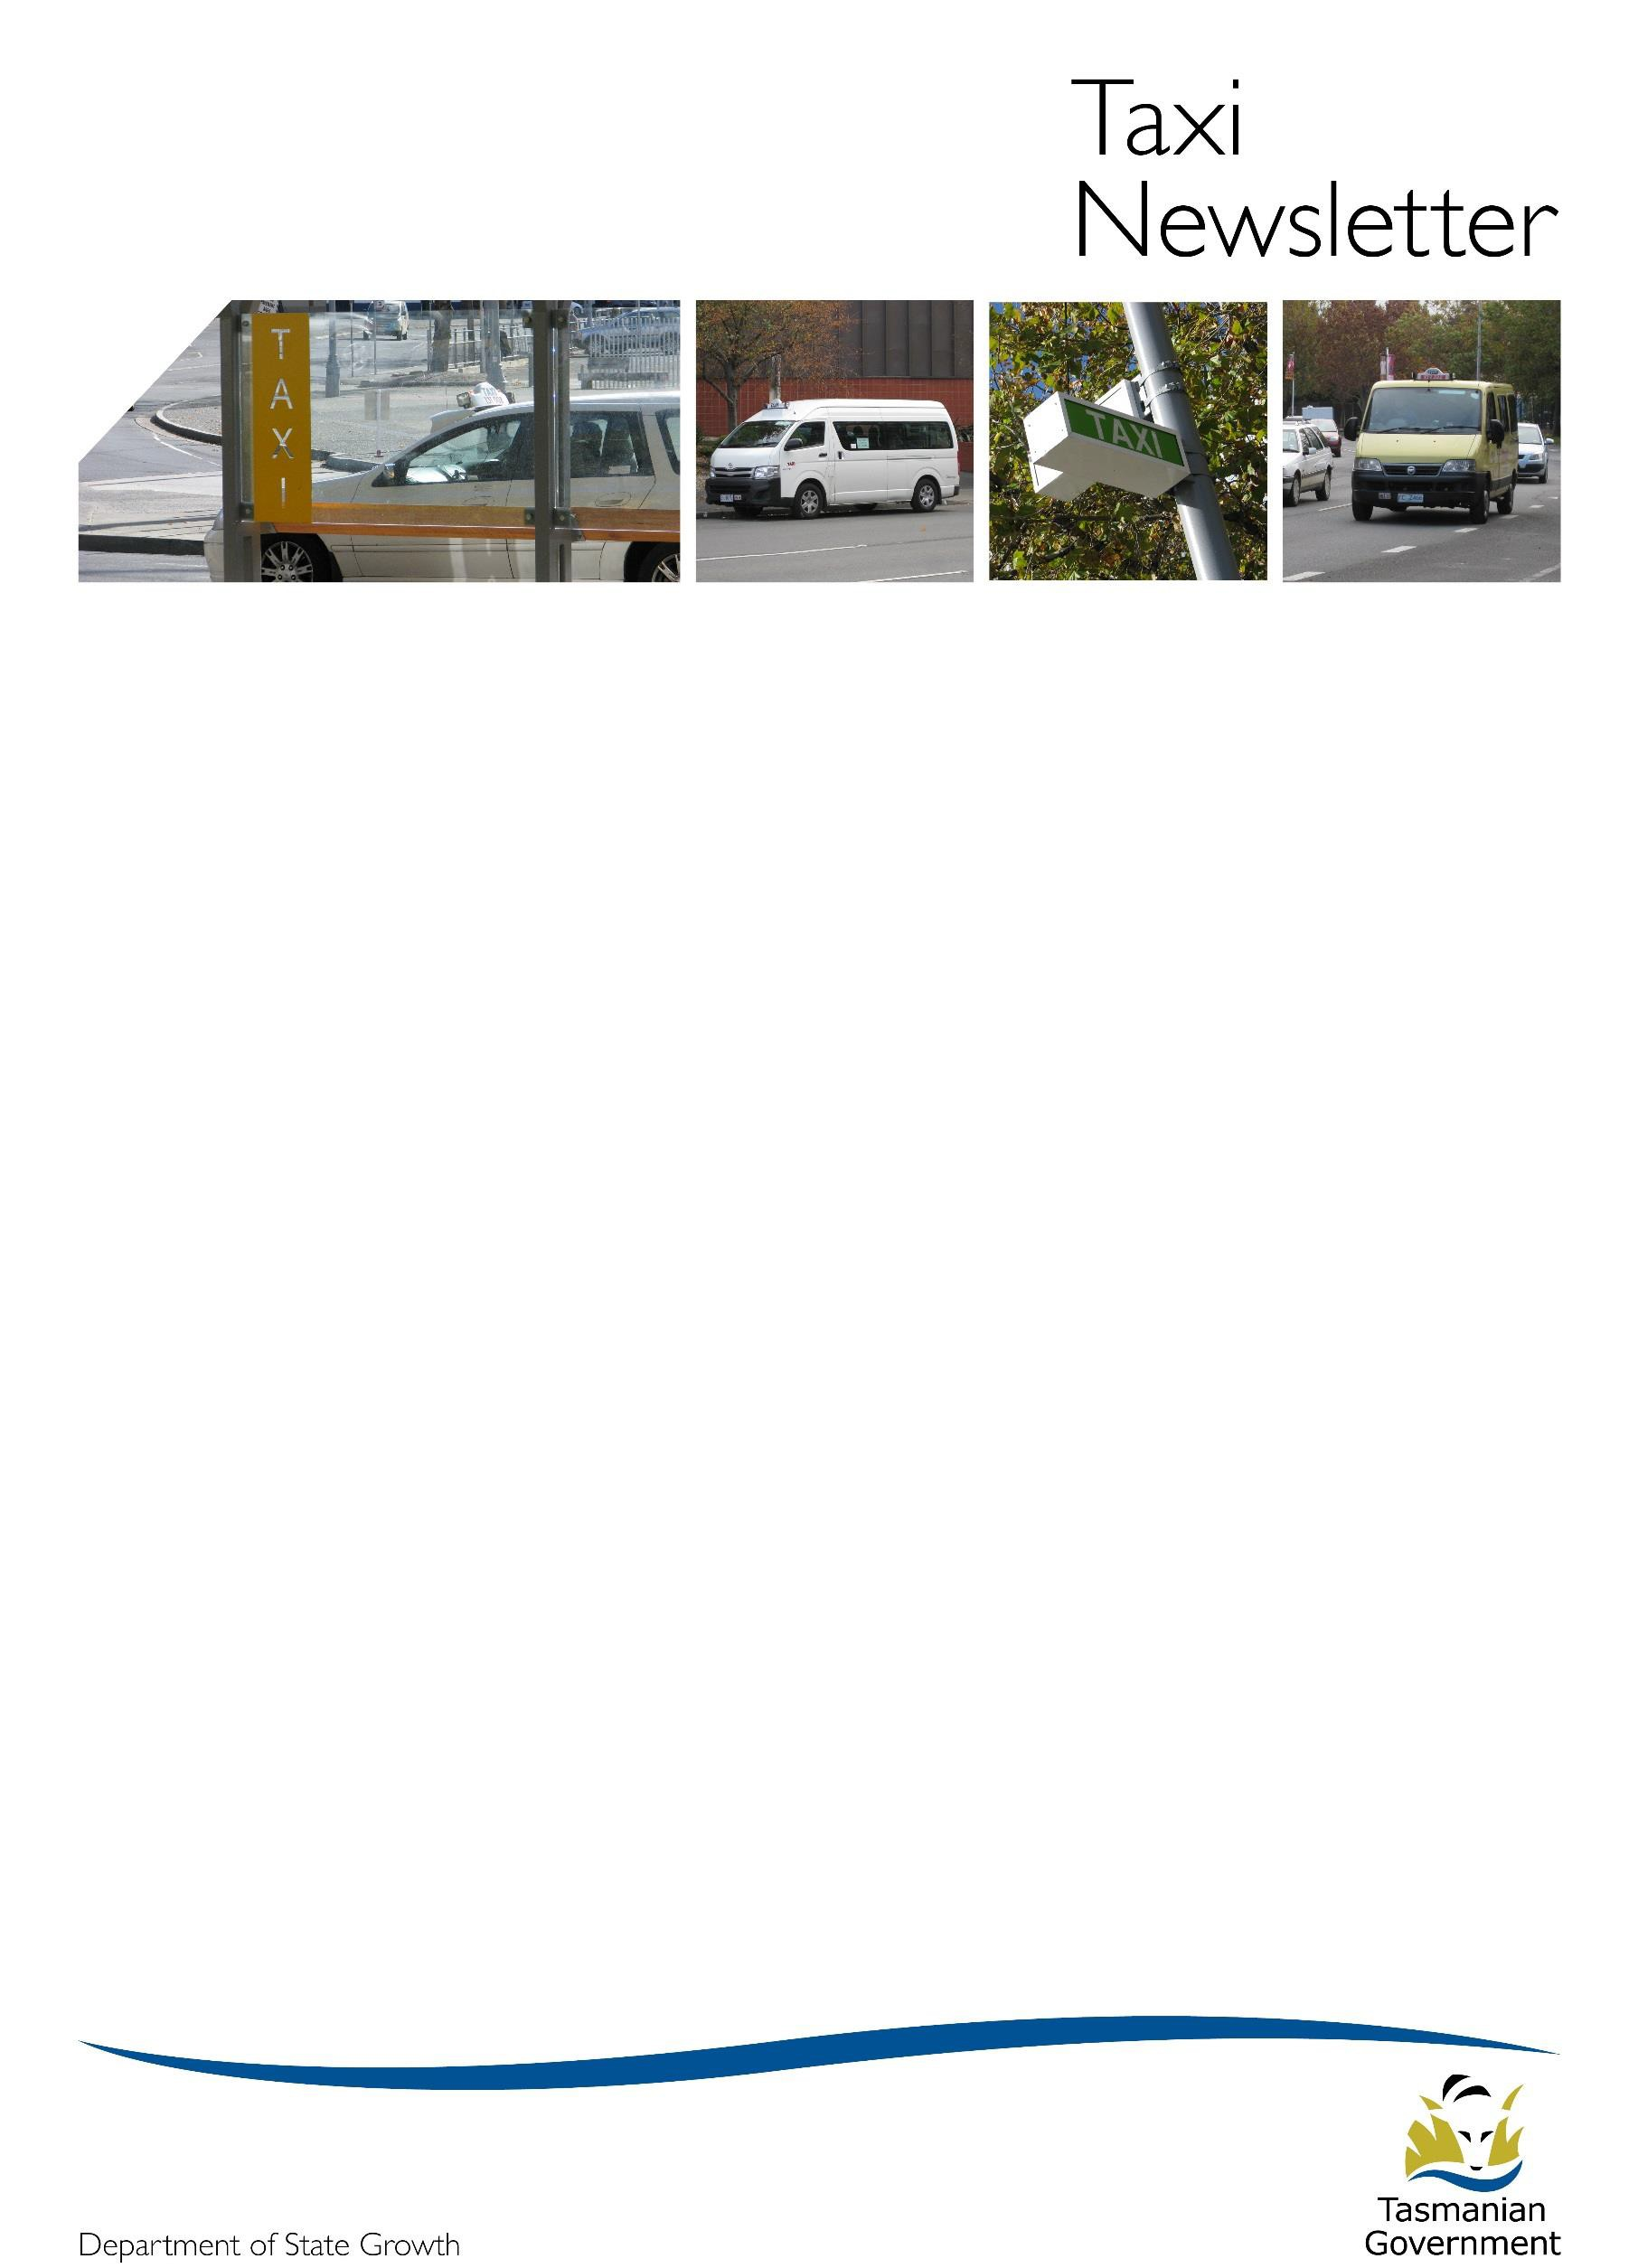 Taxi
Newsletter
TAXI
TAXI
Department of State Growth
Tasmanian
Government